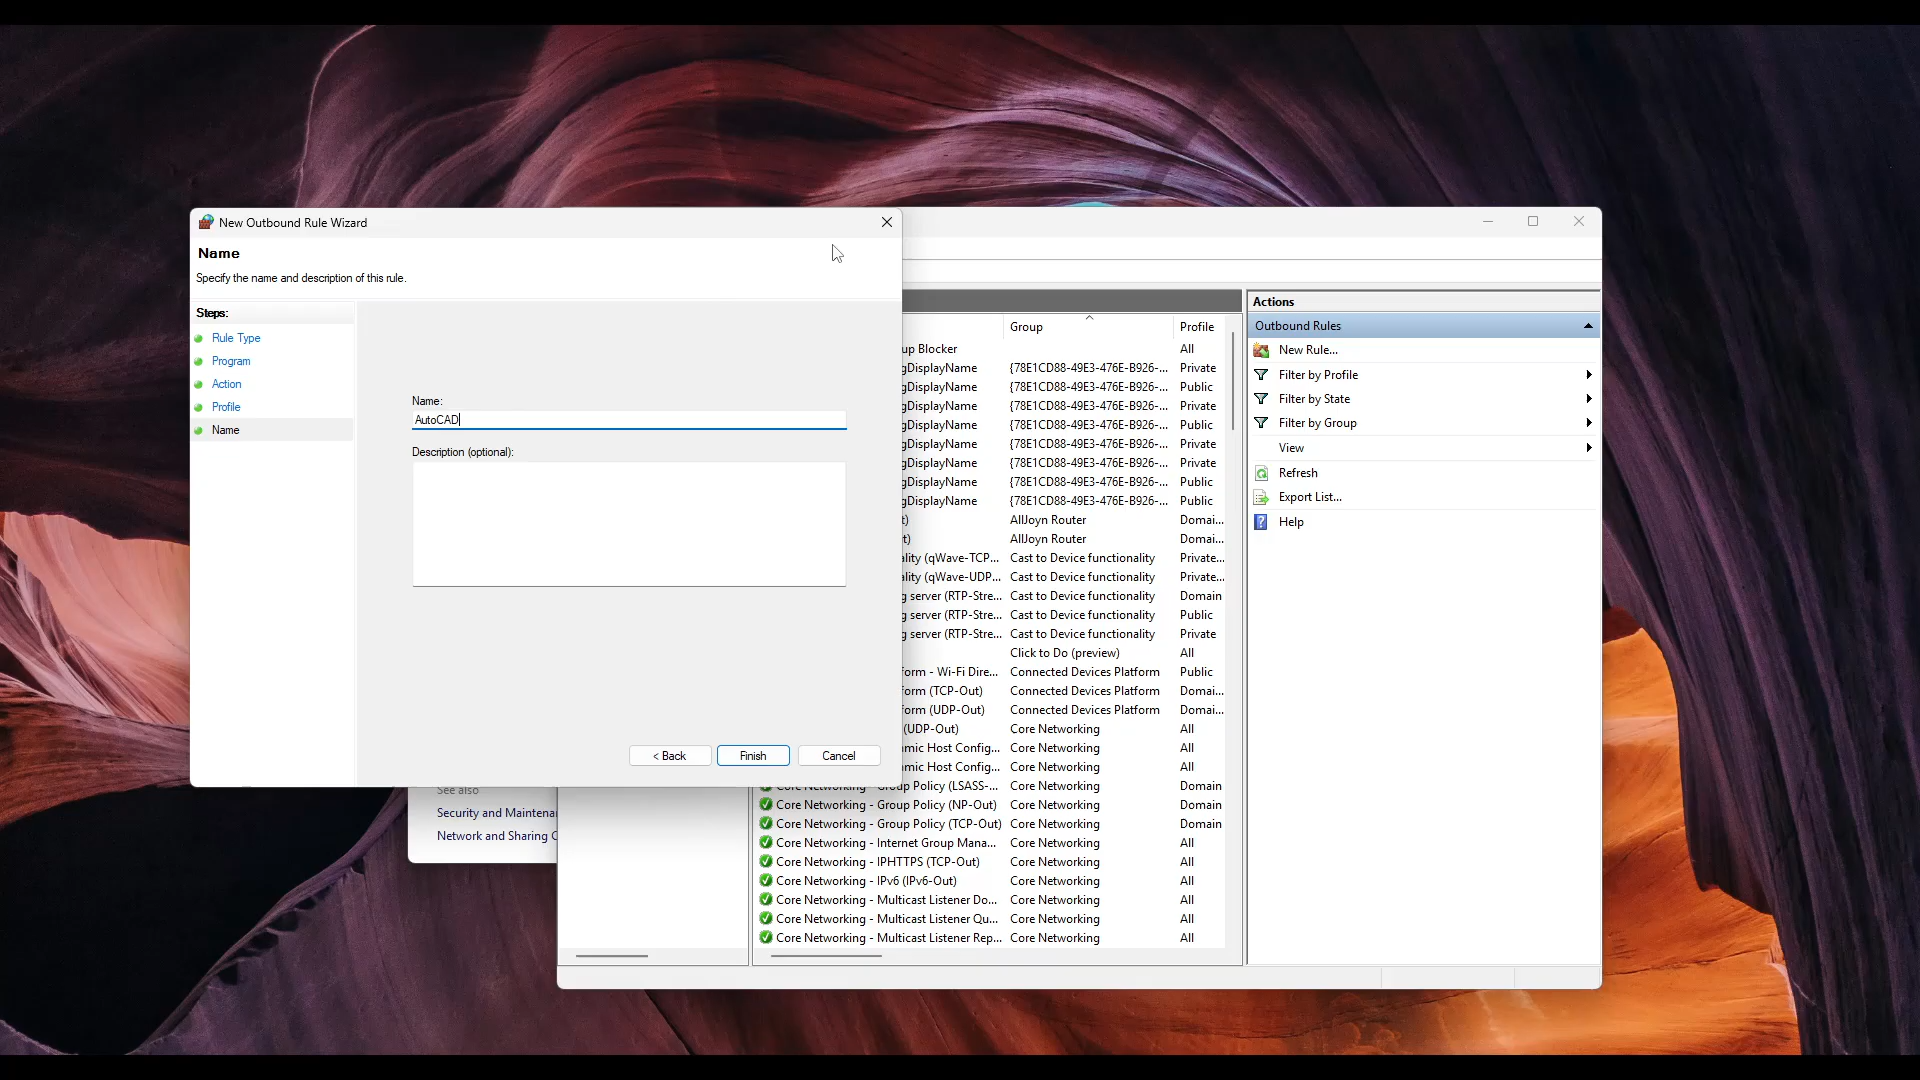 New Outbound Rule Wizard
Name
Specify the name and description of this rule.
Steps:
Rule Type
Program
Action
Profile
Name
Name:
AutoCAD
Description (optional):
< Back
Finish
Cancel
See also
Security and Maintenan
Network and Sharing C
Group
Profile
up Blocker
All
gDisplayName {78E1CD88-49E3-476E-B926-... Private
gDisplayName {78E1CD88-49E3-476E-B926-... Public
gDisplayName {78E1CD88-49E3-476E-B926-... Private
gDisplayName {78E1CD88-49E3-476E-B926-... Public
gDisplayName {78E1CD88-49E3-476E-B926-... Private
gDisplayName {78E1CD88-49E3-476E-B926-... Private
gDisplayName {78E1CD88-49E3-476E-B926-... Public
gDisplayName {78E1CD88-49E3-476E-B926-... Public
t) AllJoyn Router Domai...
t) AllJoyn Router Domai...
ality (qWave-TCP... Cast to Device functionality Private...
ality (qWave-UDP... Cast to Device functionality Private...
g server (RTP-Stre... Cast to Device functionality Domain
g server (RTP-Stre... Cast to Device functionality Public
g server (RTP-Stre... Cast to Device functionality Private
Click to Do (preview) All
form - Wi-Fi Dire... Connected Devices Platform Public
form (TCP-Out) Connected Devices Platform Domai...
form (UDP-Out) Connected Devices Platform Domai...
(UDP-Out) Core Networking All
amic Host Config... Core Networking All
amic Host Config... Core Networking All
Core Networking - Group Policy (LSASS-... Core Networking Domain
Core Networking - Group Policy (NP-Out) Core Networking Domain
Core Networking - Group Policy (TCP-Out) Core Networking Domain
Core Networking - Internet Group Mana... Core Networking All
Core Networking - IPHTTPS (TCP-Out) Core Networking All
Core Networking - IPv6 (IPv6-Out) Core Networking All
Core Networking - Multicast Listener Do... Core Networking All
Core Networking - Multicast Listener Qu... Core Networking All
Core Networking - Multicast Listener Rep... Core Networking All
Actions
Outbound Rules
New Rule...
Filter by Profile
Filter by State
Filter by Group
View
Refresh
Export List...
Help